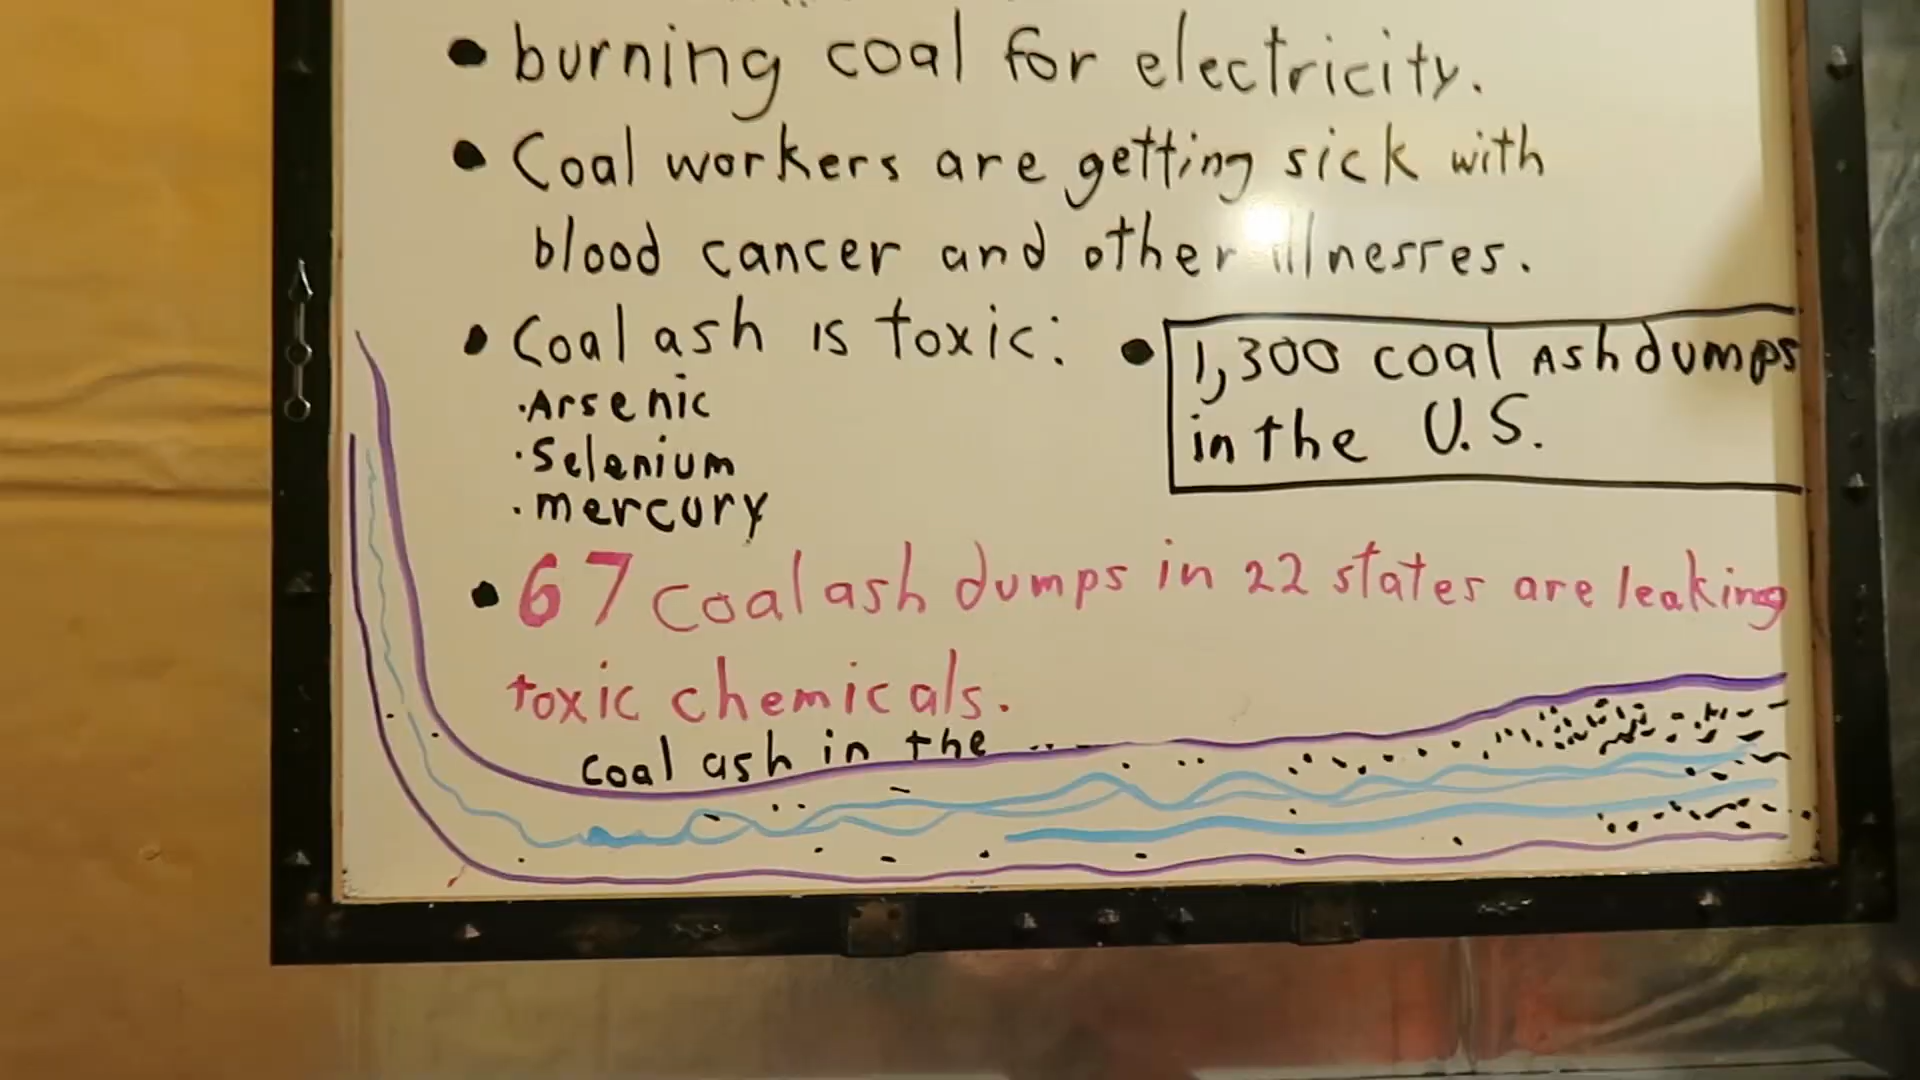 • burning coal for electricity.
• Coal workers are getting sick with
blood cancer and other illnesses.
• Coal ash is toxic:
• 1,300 coal Ash dumps
in the U.S.
· Arsenic
· Selenium
· mercury
• 67 coal ash dumps in 22 states are leaking
toxic chemicals.
coal ash in the